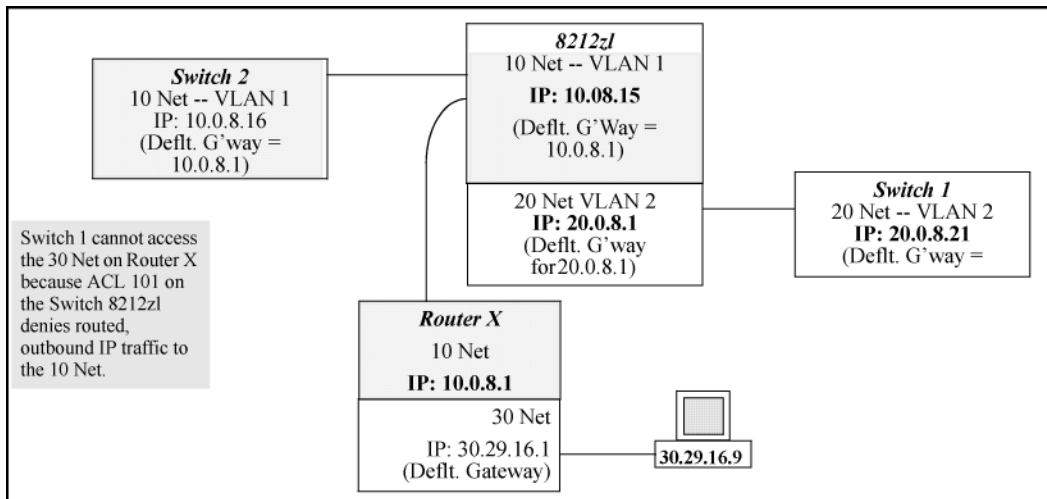 8212zl
10 Net -- VLAN 1
IP: 10.08.15
(Deflt. G'Way =
10.0.8.1)
Switch 2
10 Net -- VLAN 1
IP: 10.0.8.16
(Deflt. G'way =
10.0.8.1)
20 Net VLAN 2
IP: 20.0.8.1
(Deflt. G'way
for20.0.8.1)
Switch 1
20 Net -- VLAN 2
IP: 20.0.8.21
(Deflt. G'way =
Switch 1 cannot access
the 30 Net on Router X
because ACL 101 on
the Switch 8212zl
denies routed,
outbound IP traffic to
the 10 Net.
Router X
10 Net
IP: 10.0.8.1
30 Net
IP: 30.29.16.1
(Deflt. Gateway)
30.29.16.9